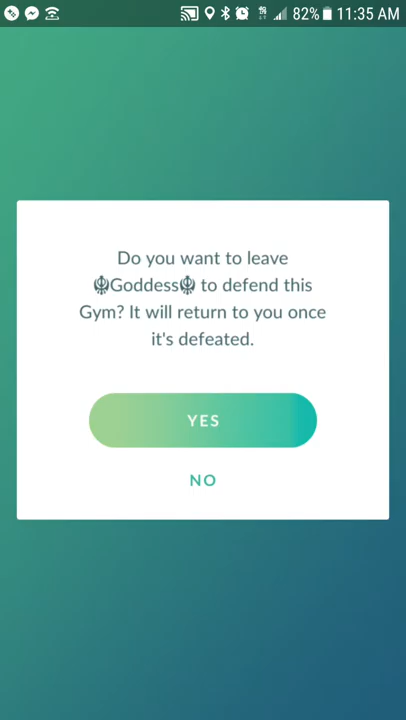 82% 11:35 AM
Do you want to leave
☬Goddess☬ to defend this
Gym? It will return to you once
it's defeated.
YES
NO